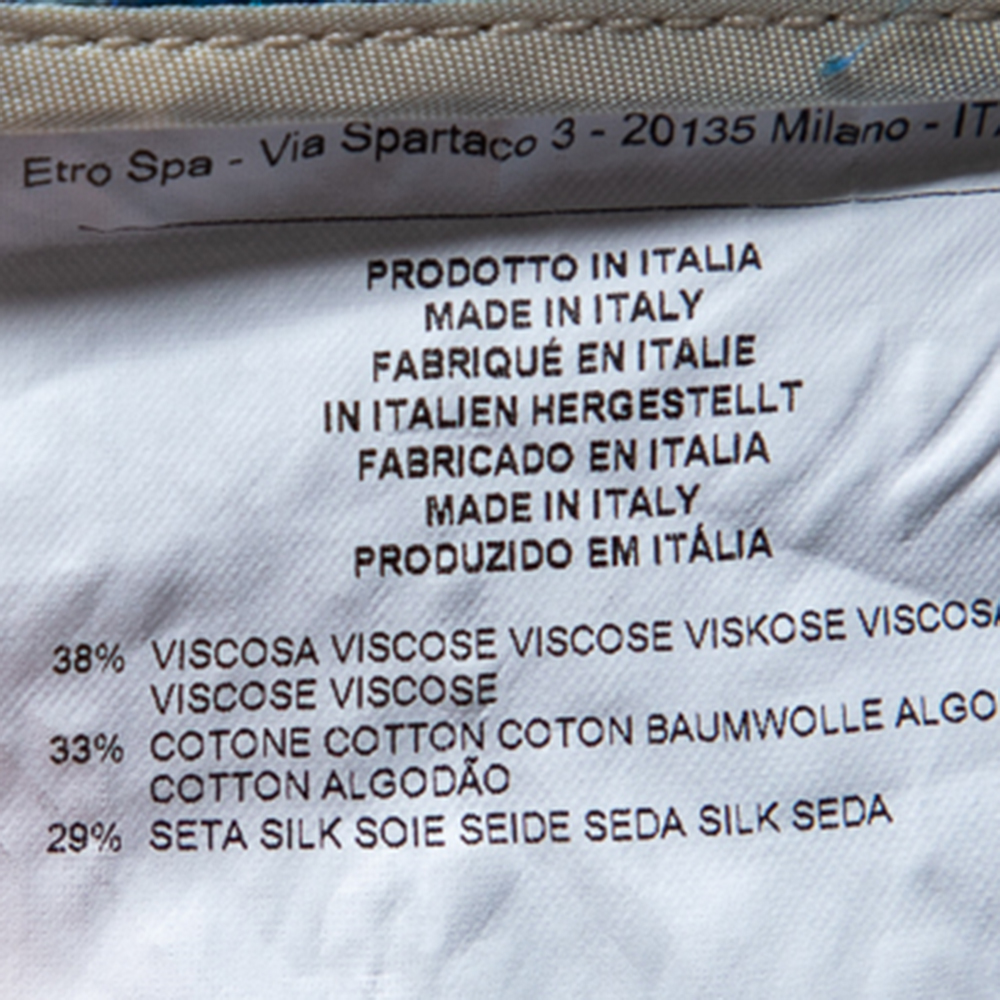 Etro Spa - Via Spartaco 3 - 20135 Milano - IT
PRODOTTO IN ITALIA
MADE IN ITALY
FABRIQUÉ EN ITALIE
IN ITALIEN HERGESTELLT
FABRICADO EN ITALIA
MADE IN ITALY
PRODUZIDO EM ITÁLIA
38% VISCOSA VISCOSE VISCOSE VISKOSE VISCOSA
VISCOSE VISCOSE
33% COTONE COTTON COTON BAUMWOLLE ALGO
COTTON ALGODÃO
29% SETA SILK SOIE SEIDE SEDA SILK SEDA